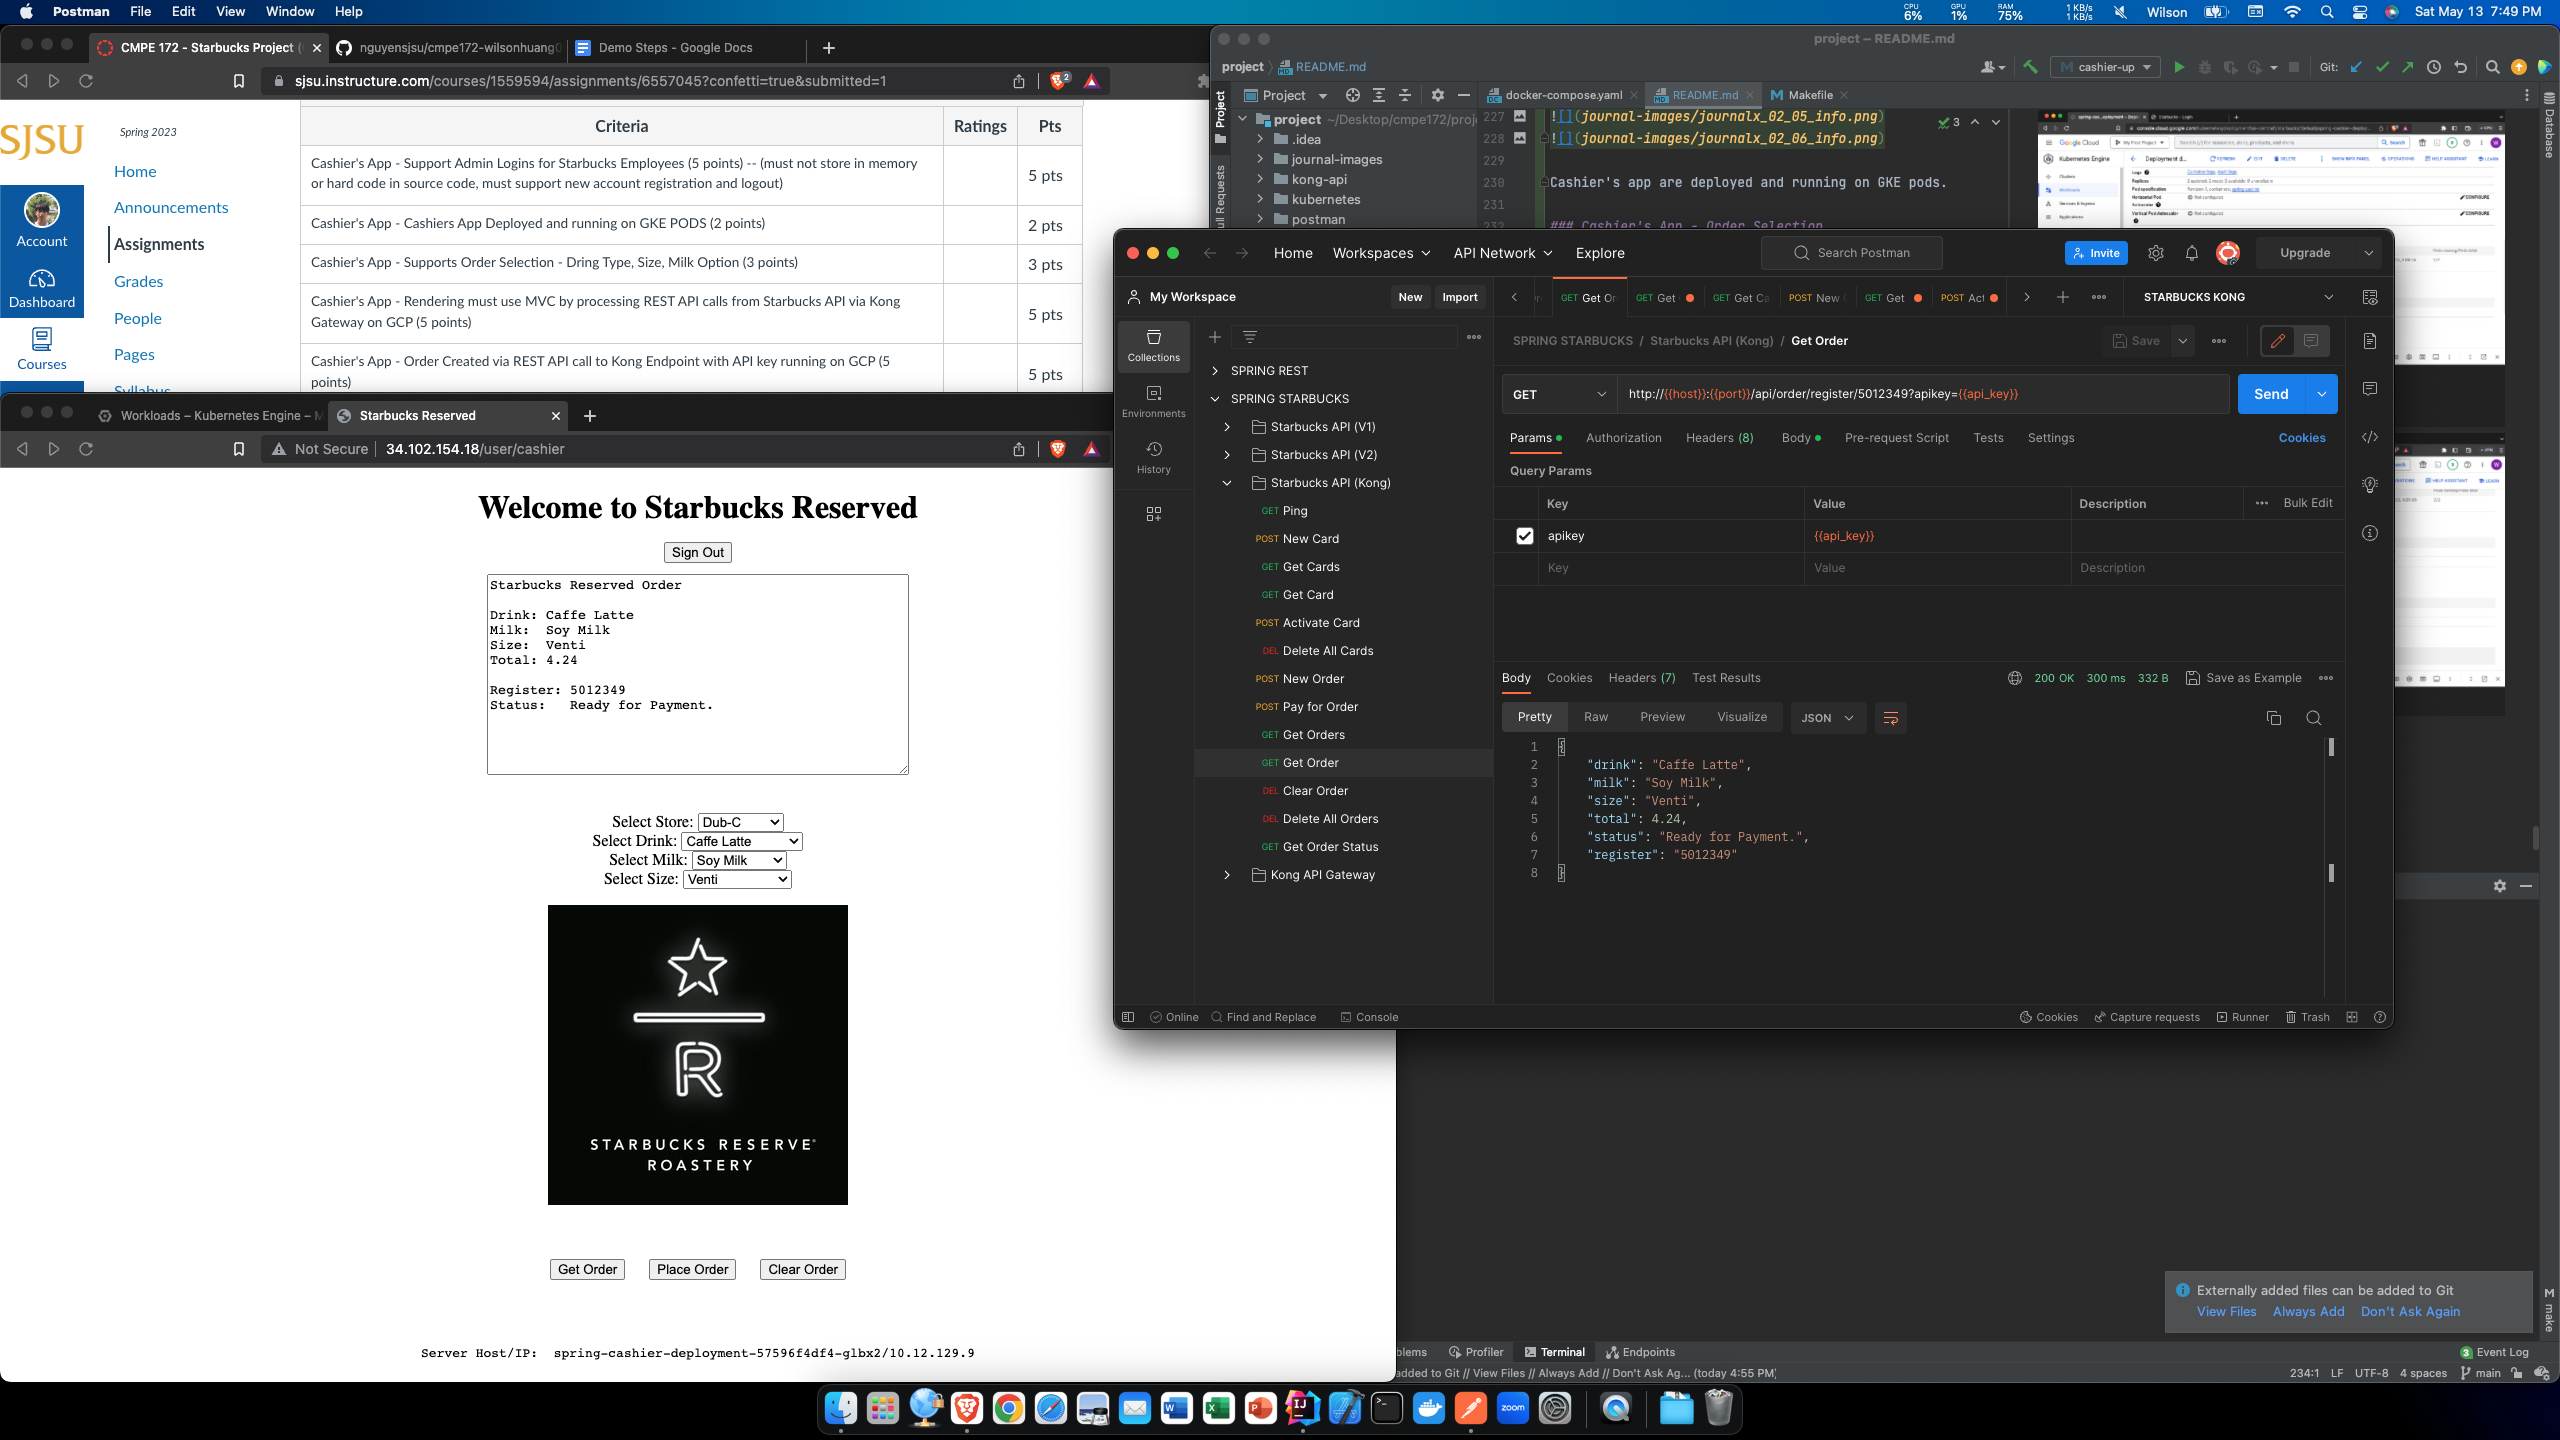 Postman File Edit View Window Help
CPU 6% GPU 1% RAM 75% 1 KB/s 1 KB/s Wilson Sat May 13 7:49 PM
CMPE 172 - Starbucks Project (
nguyensjsu/cmpe172-wilsonhuang0
Demo Steps - Google Docs
sjsu.instructure.com/courses/1559594/assignments/6557045?confetti=true&submitted=1
2
SJSU
Account
Dashboard
Courses
Spring 2023
Home
Announcements
Assignments
Grades
People
Pages
Syllabus
Criteria Ratings Pts
Cashier's App - Support Admin Logins for Starbucks Employees (5 points) -- (must not store in memory
or hard code in source code, must support new account registration and logout)
5 pts
Cashier's App - Cashiers App Deployed and running on GKE PODS (2 points)
2 pts
Cashier's App - Supports Order Selection - Dring Type, Size, Milk Option (3 points)
3 pts
Cashier's App - Rendering must use MVC by processing REST API calls from Starbucks API via Kong
Gateway on GCP (5 points)
5 pts
Cashier's App - Order Created via REST API call to Kong Endpoint with API key running on GCP (5
points)
5 pts
project – README.md
project README.md
cashier-up
Git:
Project
docker-compose.yaml
README.md
Makefile
Project
Pull Requests
Database
project ~/Desktop/cmpe172/proj
.idea
journal-images
kong-api
kubernetes
postman
227 ![](journal-images/journalx_02_05_info.png)
228 ![](journal-images/journalx_02_06_info.png)
229
230 Cashier's app are deployed and running on GKE pods.
231
232 ### Cashier's App - Order Selection
3
Workloads – Kubernetes Engine – M
Starbucks Reserved
Not Secure 34.102.154.18/user/cashier
Welcome to Starbucks Reserved
Sign Out
Starbucks Reserved Order
Drink: Caffe Latte
Milk: Soy Milk
Size: Venti
Total: 4.24
Register: 5012349
Status: Ready for Payment.
Select Store: Dub-C
Select Drink: Caffe Latte
Select Milk: Soy Milk
Select Size: Venti
R
STARBUCKS RESERVE
ROASTERY
Get Order Place Order Clear Order
Server Host/IP: spring-cashier-deployment-57596f4df4-glbx2/10.12.129.9
Home Workspaces API Network Explore
Search Postman
Invite
Upgrade
My Workspace New Import
GET Get Or
GET Get
GET Get Ca
POST New
GET Get
POST Act
STARBUCKS KONG
Collections
Environments
History
SPRING REST
SPRING STARBUCKS
Starbucks API (V1)
Starbucks API (V2)
Starbucks API (Kong)
GET Ping
POST New Card
GET Get Cards
GET Get Card
POST Activate Card
DEL Delete All Cards
POST New Order
POST Pay for Order
GET Get Orders
GET Get Order
DEL Clear Order
DEL Delete All Orders
GET Get Order Status
Kong API Gateway
SPRING STARBUCKS / Starbucks API (Kong) / Get Order
Save
GET http://{{host}}:{{port}}/api/order/register/5012349?apikey={{api_key}}
Send
Params Authorization Headers (8) Body Pre-request Script Tests Settings Cookies
Query Params
Key Value Description Bulk Edit
apikey {{api_key}}
Key Value Description
Body Cookies Headers (7) Test Results
200 OK 300 ms 332 B Save as Example
Pretty Raw Preview Visualize JSON
1 {
2 "drink": "Caffe Latte",
3 "milk": "Soy Milk",
4 "size": "Venti",
5 "total": 4.24,
6 "status": "Ready for Payment.",
7 "register": "5012349"
8 }
Online Find and Replace Console
Cookies Capture requests Runner Trash
Externally added files can be added to Git
View Files Always Add Don't Ask Again
make
Profiler Terminal Endpoints
3 Event Log
added to Git // View Files // Always Add // Don't Ask Ag... (today 4:55 PM)
234:1 LF UTF-8 4 spaces main
zoom